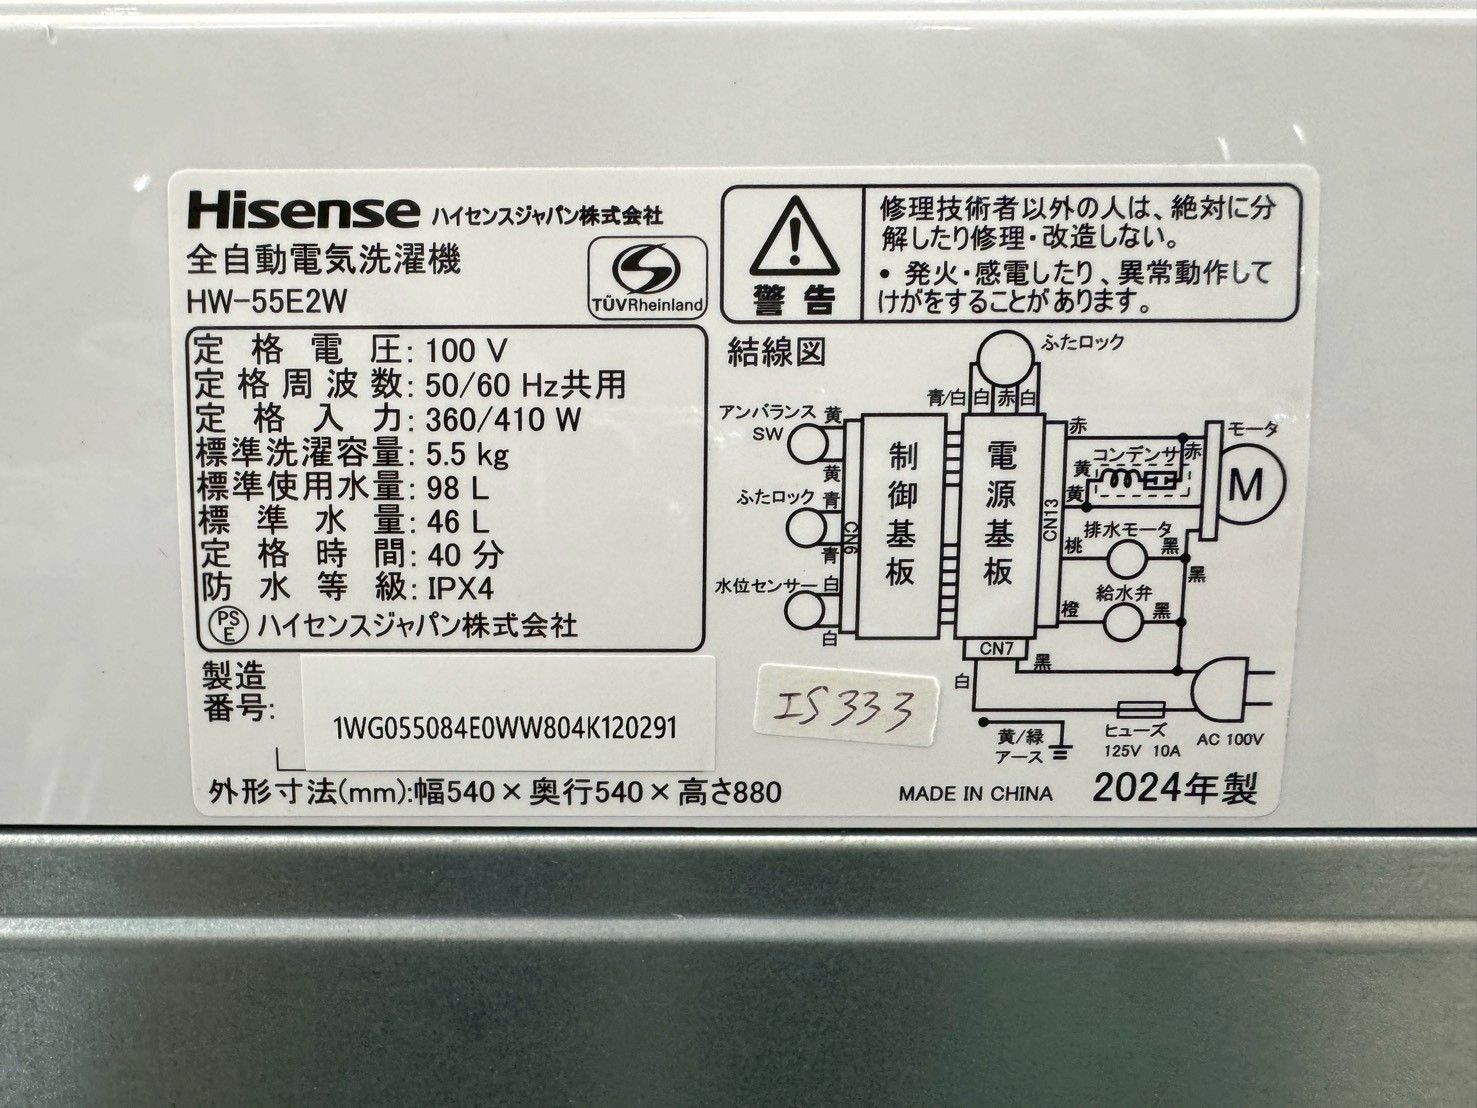 Hisense ハイセンスジャパン株式会社
全自動電気洗濯機
HW-55E2W
TÜVRheinland
定格電圧: 100 V
定格周波数: 50/60 Hz共用
定格入力: 360/410 W
標準洗濯容量: 5.5 kg
標準使用水量: 98 L
標準水量: 46 L
定格時間: 40 分
防水等級: IPX4
PSE ハイセンスジャパン株式会社
製造
番号:
1WG055084E0WW804K120291
外形寸法(mm):幅540×奥行540×高さ880
警告
修理技術者以外の人は、絶対に分
解したり修理・改造しない。
・発火・感電したり、異常動作して
けがをすることがあります。
結線図
ふたロック
青/白 白 赤 白
アンバランス
SW
黄
黄
ふたロック
青
青
水位センサー
白
白
CN6
制御基板
電源基板
CN13
CN7
赤
モータ
M
赤
コンデンサ
黄
黄
排水モータ
桃
黒
黒
給水弁
橙
黒
白
黒
黄/緑
アース
ヒューズ
125V 10A
AC 100V
IS333
MADE IN CHINA
2024年製